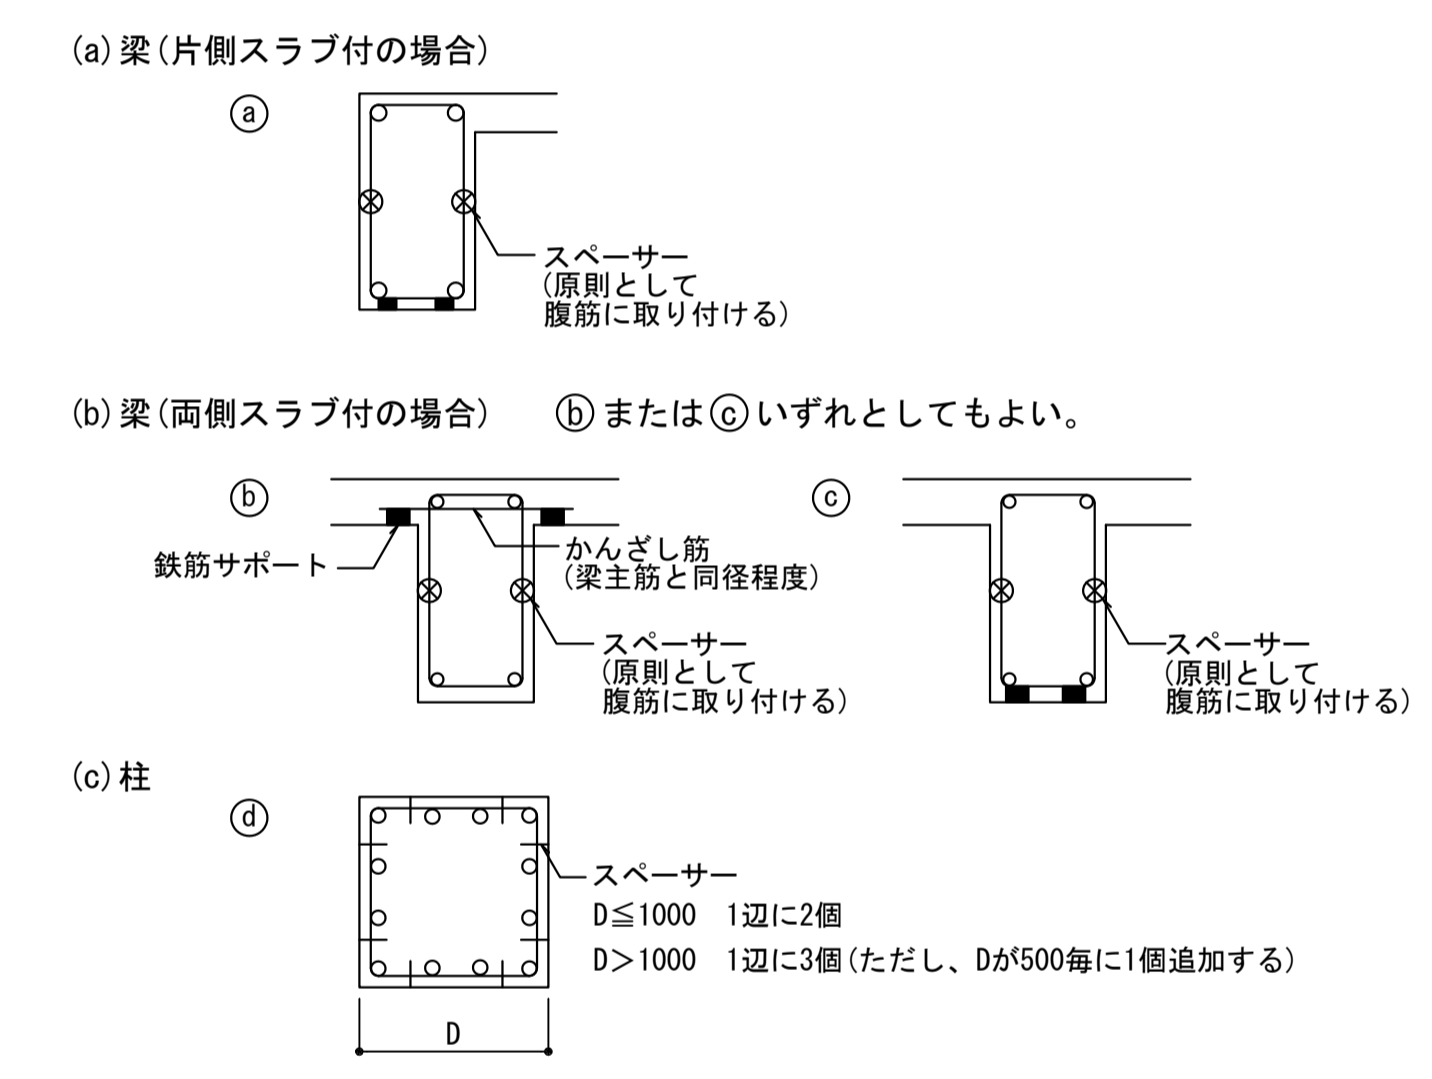 (a)梁(片側スラブ付の場合)
ⓐ
スペーサー
(原則として
腹筋に取り付ける)
(b)梁(両側スラブ付の場合)　ⓑまたはⓒいずれとしてもよい。
ⓑ
鉄筋サポート
かんざし筋
(梁主筋と同径程度)
スペーサー
(原則として
腹筋に取り付ける)
ⓒ
スペーサー
(原則として
腹筋に取り付ける)
(c)柱
ⓓ
スペーサー
D≦1000　1辺に2個
D＞1000　1辺に3個(ただし、Dが500毎に1個追加する)
D